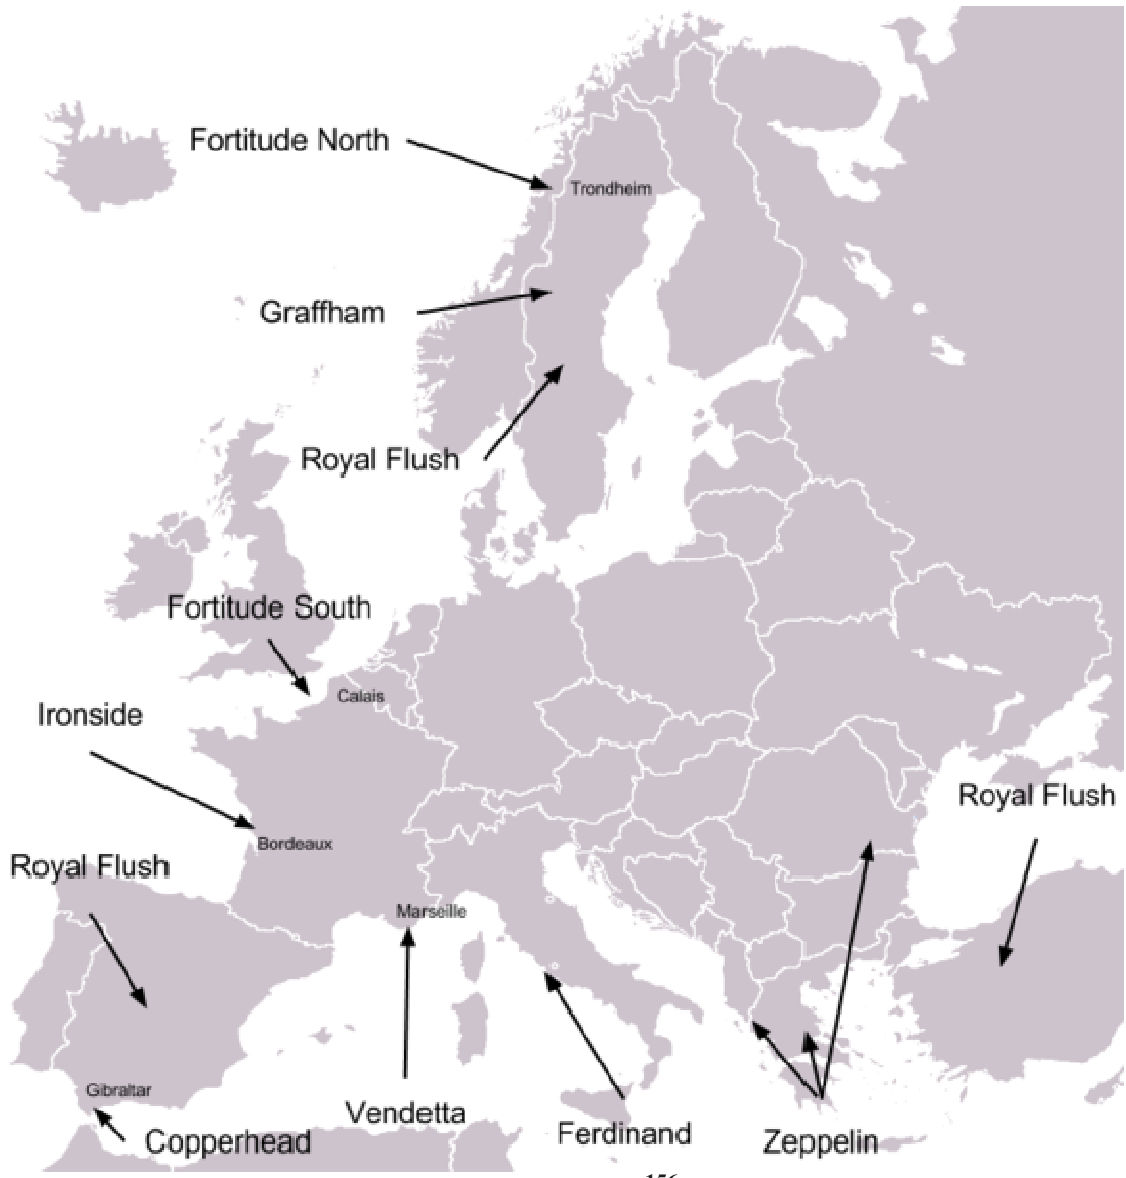 Fortitude North
Trondheim
Graffham
Royal Flush
Fortitude South
Calais
Ironside
Royal Flush
Bordeaux
Royal Flush
Marseille
Gibraltar
Vendetta
Ferdinand
Zeppelin
Copperhead